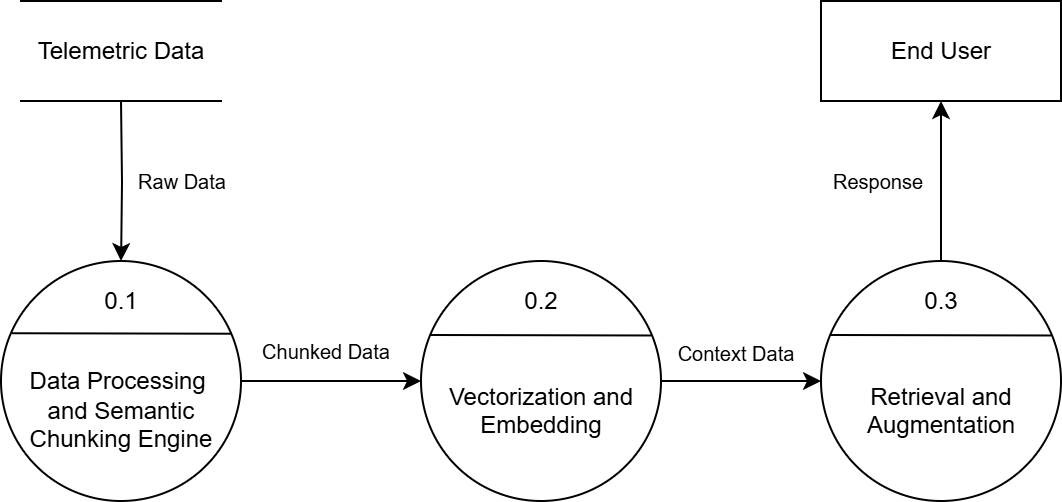 Telemetric Data
End User
Raw Data
Response
0.1
0.2
0.3
Chunked Data
Context Data
Data Processing
and Semantic
Chunking Engine
Vectorization and
Embedding
Retrieval and
Augmentation